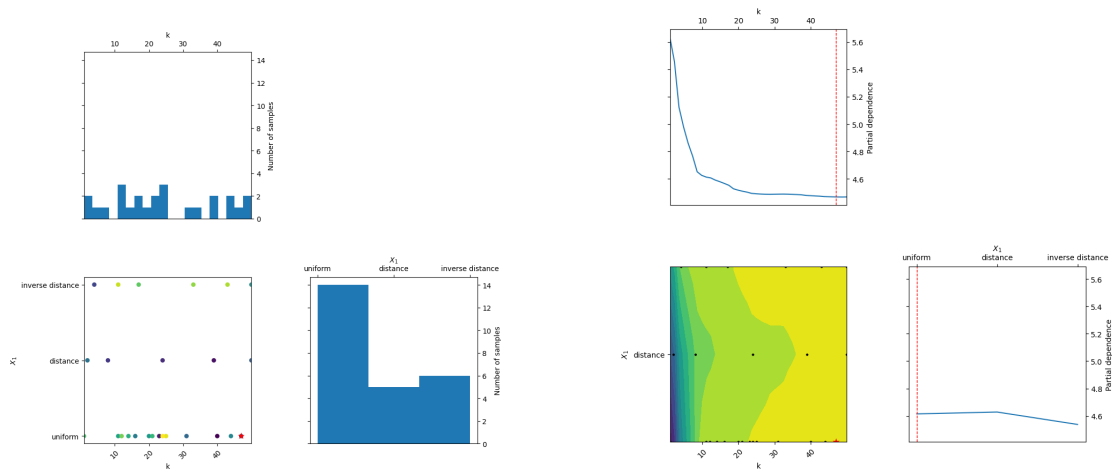 k
10 20 30 40
14
12
10
8
6
4
2
0
Number of samples
k
10 20 30 40
5.6
5.4
5.2
5.0
4.8
4.6
Partial dependence
X1
uniform distance inverse distance
14
12
10
8
6
4
2
0
Number of samples
inverse distance
distance
uniform
X1
10 20 30 40
k
X1
distance
10 20 30 40
k
X1
uniform distance inverse distance
5.6
5.4
5.2
5.0
4.8
4.6
Partial dependence